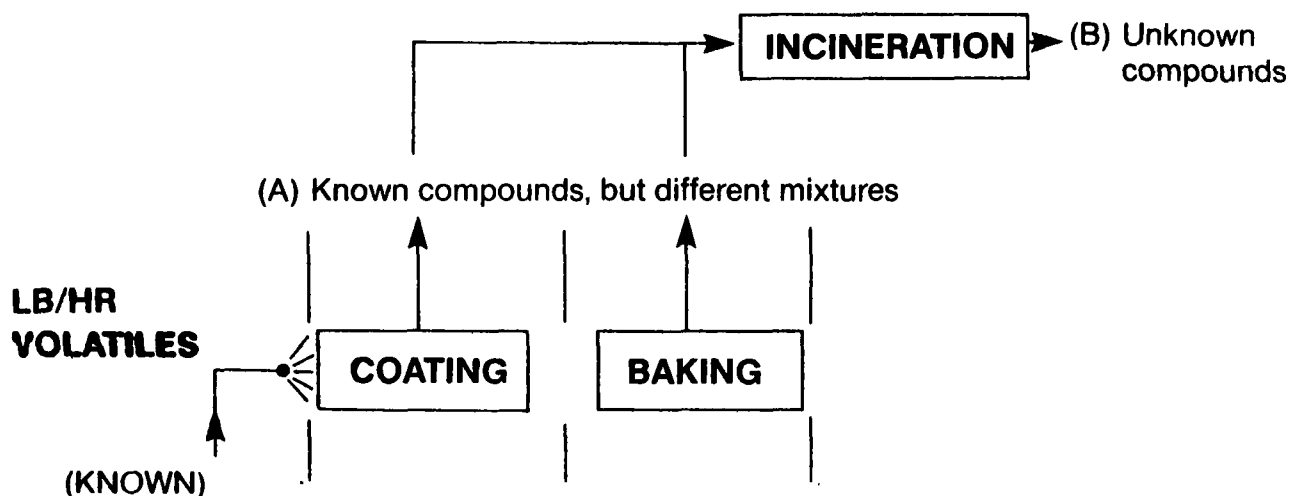 INCINERATION
(B) Unknown
compounds
(A) Known compounds, but different mixtures
LB/HR
VOLATILES
COATING
BAKING
(KNOWN)